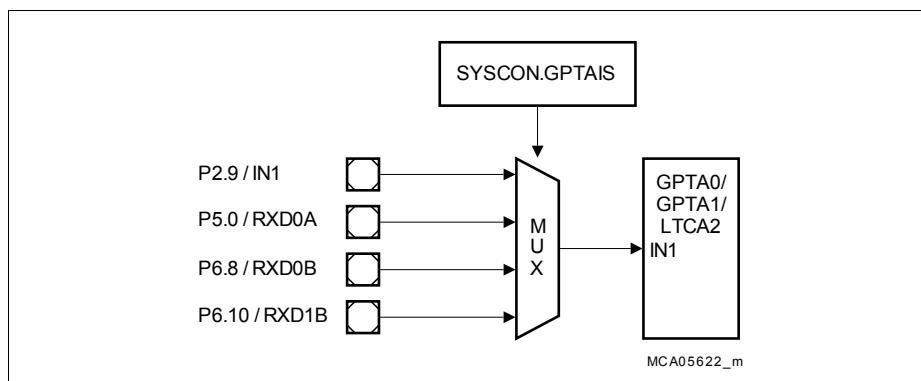 SYSCON.GPTAIS
P2.9 / IN1
P5.0 / RXD0A
P6.8 / RXD0B
P6.10 / RXD1B
M
U
X
GPTA0/
GPTA1/
LTCA2
IN1
MCA05622_m